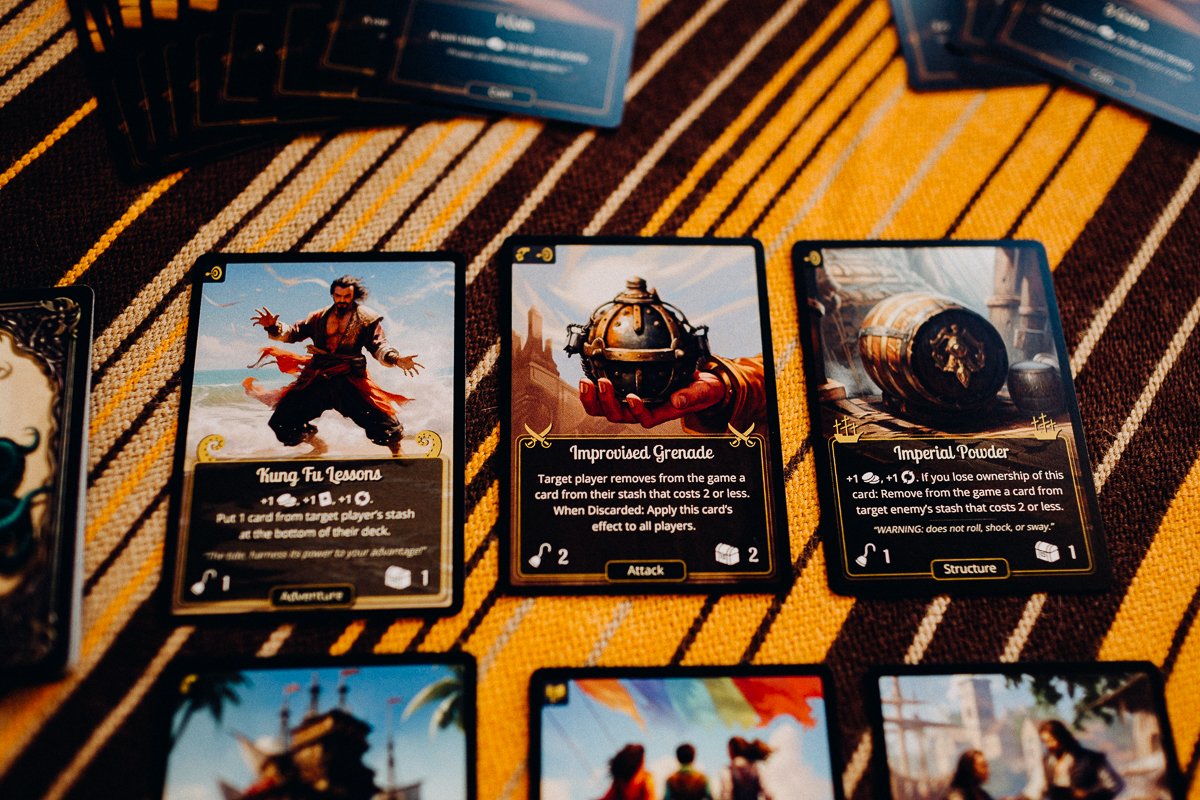 Coin
Coin
Kung Fu Lessons
+1 , +1 , +1 .
Put 1 card from target player's stash
at the bottom of their deck.
"The tide, harness its power to your advantage!"
1
1
Adventure
Improvised Grenade
Target player removes from the game a
card from their stash that costs 2 or less.
When Discarded: Apply this card's
effect to all players.
2
2
Attack
Imperial Powder
+1 , +1 . If you lose ownership of this
card: Remove from the game a card from
target enemy's stash that costs 2 or less.
"WARNING: does not roll, shock, or sway."
1
1
Structure